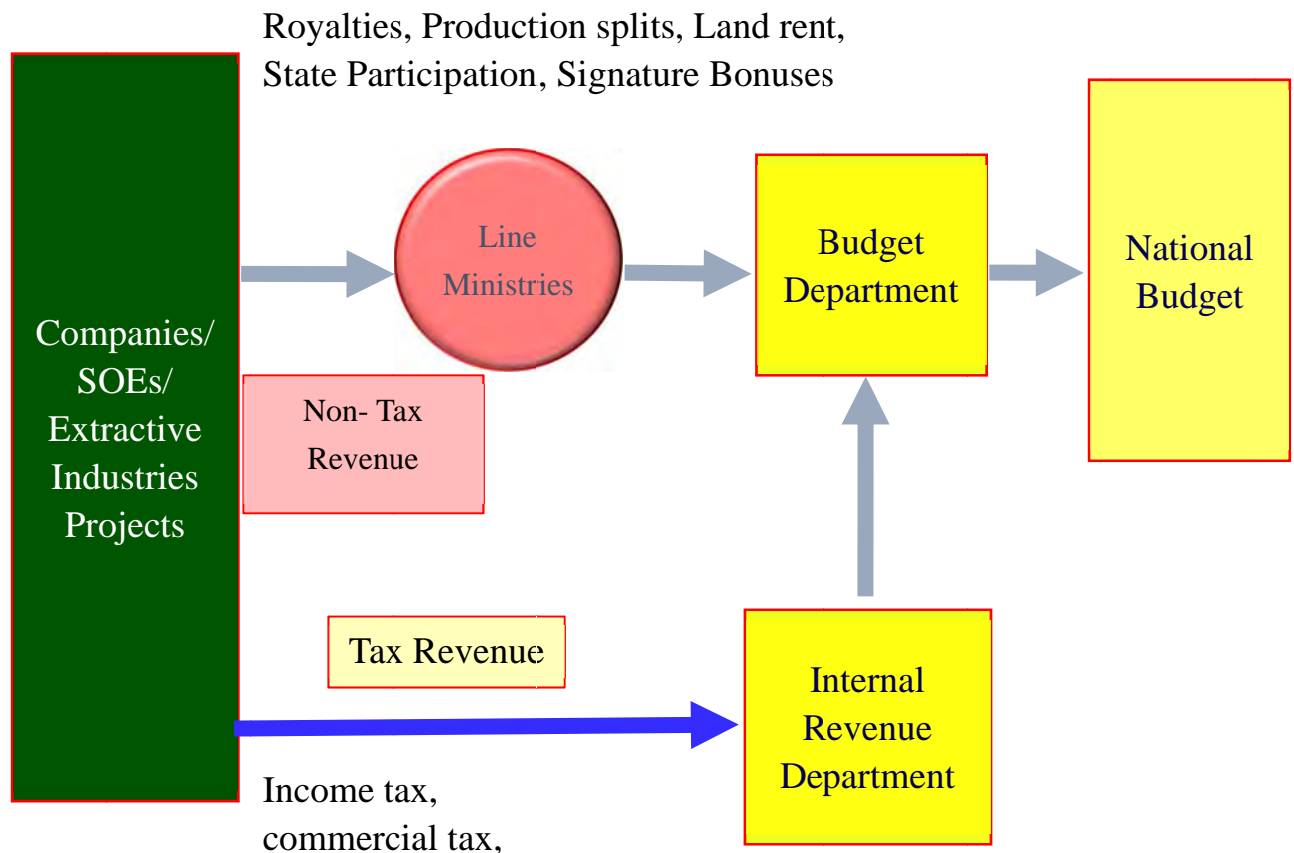 Royalties, Production splits, Land rent,
State Participation, Signature Bonuses
Companies/
SOEs/
Extractive
Industries
Projects
Line
Ministries
Budget
Department
National
Budget
Non- Tax
Revenue
Tax Revenue
Internal
Revenue
Department
Income tax,
commercial tax,